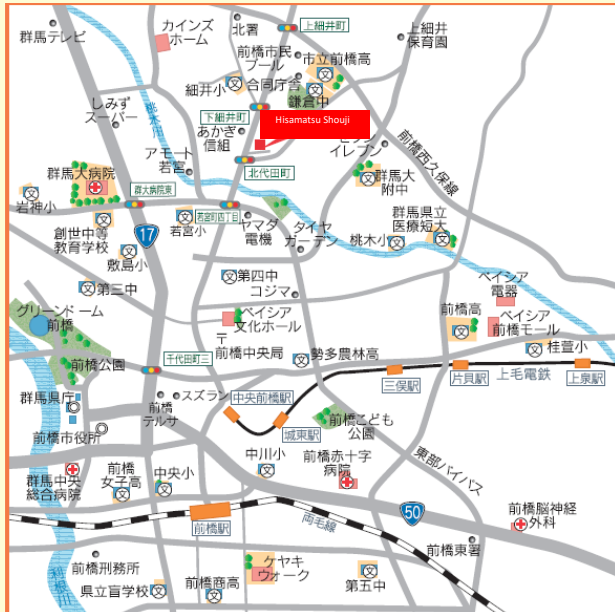 群馬テレビ
カインズ
ホーム
北署
上細井町
上細井
保育園
前橋市民
プール
市立前橋高
合同庁舎
細井小
鎌倉中
しみず
スーパー
桃木川
下細井町
Hisamatsu Shouji
あかぎ
信組
イレブン
前橋西久保線
アモート
若宮
北代田町
群馬大病院
群馬大
附中
岩神小
群大病院東
創世中等
教育学校
17
若宮町四丁目
若宮小
ヤマダ
電機
タイヤ
ガーデン
桃木小
群馬県立
医療短大
敷島小
第三中
第四中
コジマ
ベイシア
電器
グリーンドーム
前橋
ベイシア
文化ホール
〒
前橋中央局
前橋高
ベイシア
前橋モール
桂萱小
前橋公園
千代田町三
勢多農林高
上毛電鉄
群馬県庁
前橋
テルサ
スズラン
中央前橋駅
三俣駅
片貝駅
上泉駅
前橋市役所
城東駅
前橋こども
公園
東部バイパス
群馬中央
総合病院
前橋
女子高
中央小
中川小
前橋赤十字
病院
50
前橋駅
両毛線
前橋脳神経
外科
利根川
前橋刑務所
県立盲学校
前橋商高
ケヤキ
ウォーク
第五中
前橋東署